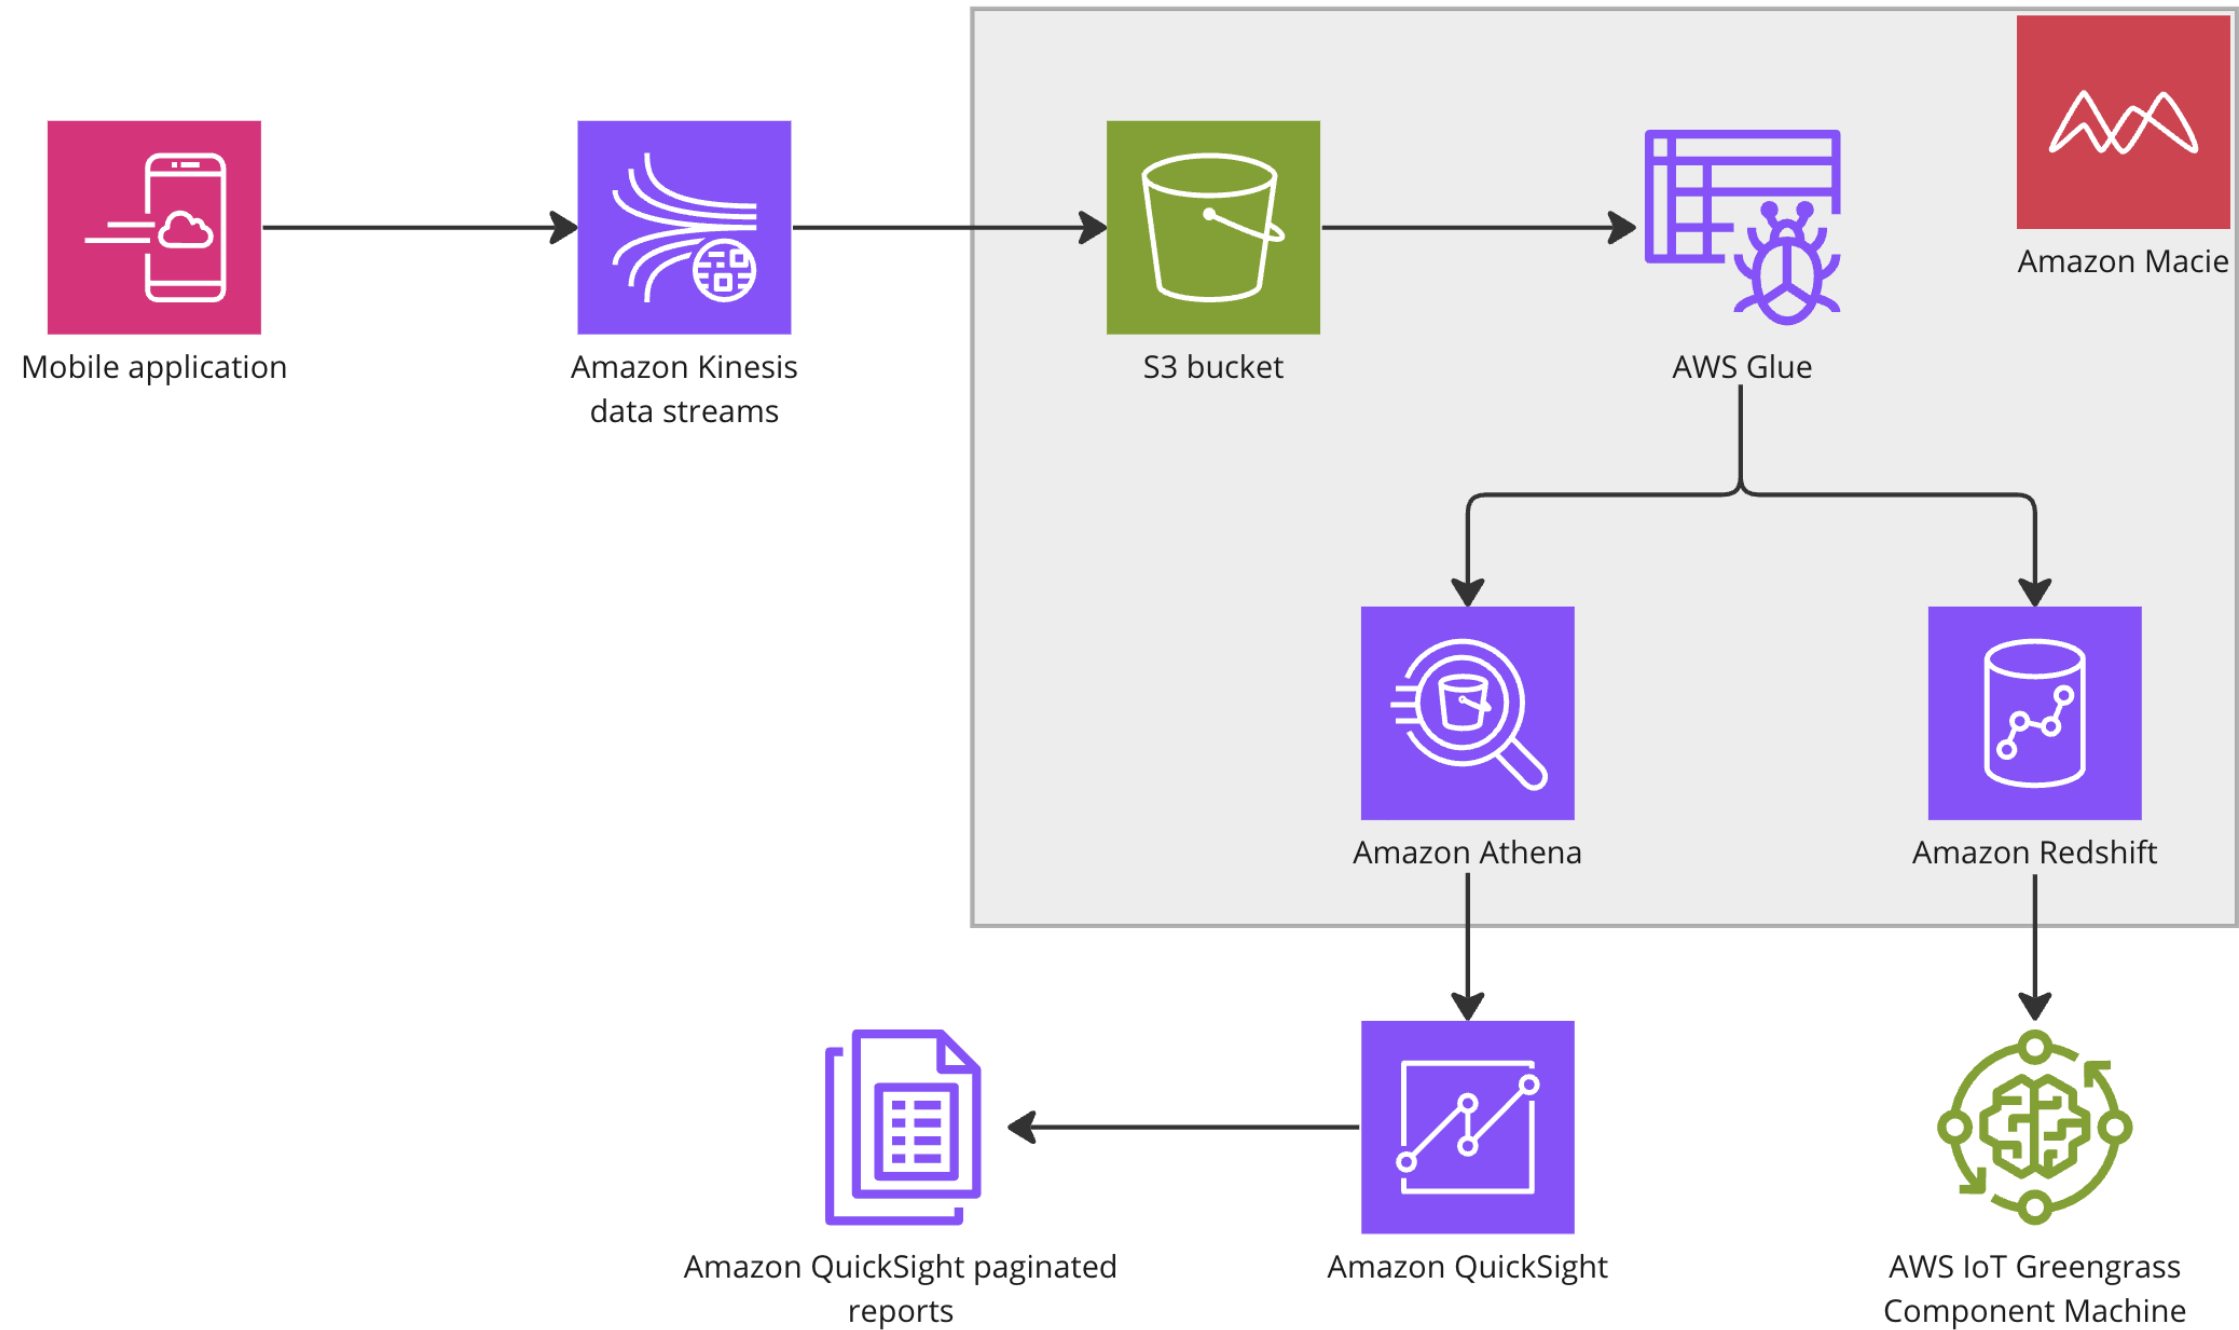 Amazon Macie
Mobile application
Amazon Kinesis
data streams
S3 bucket
AWS Glue
Amazon Athena
Amazon Redshift
Amazon QuickSight paginated
reports
Amazon QuickSight
AWS IoT Greengrass
Component Machine